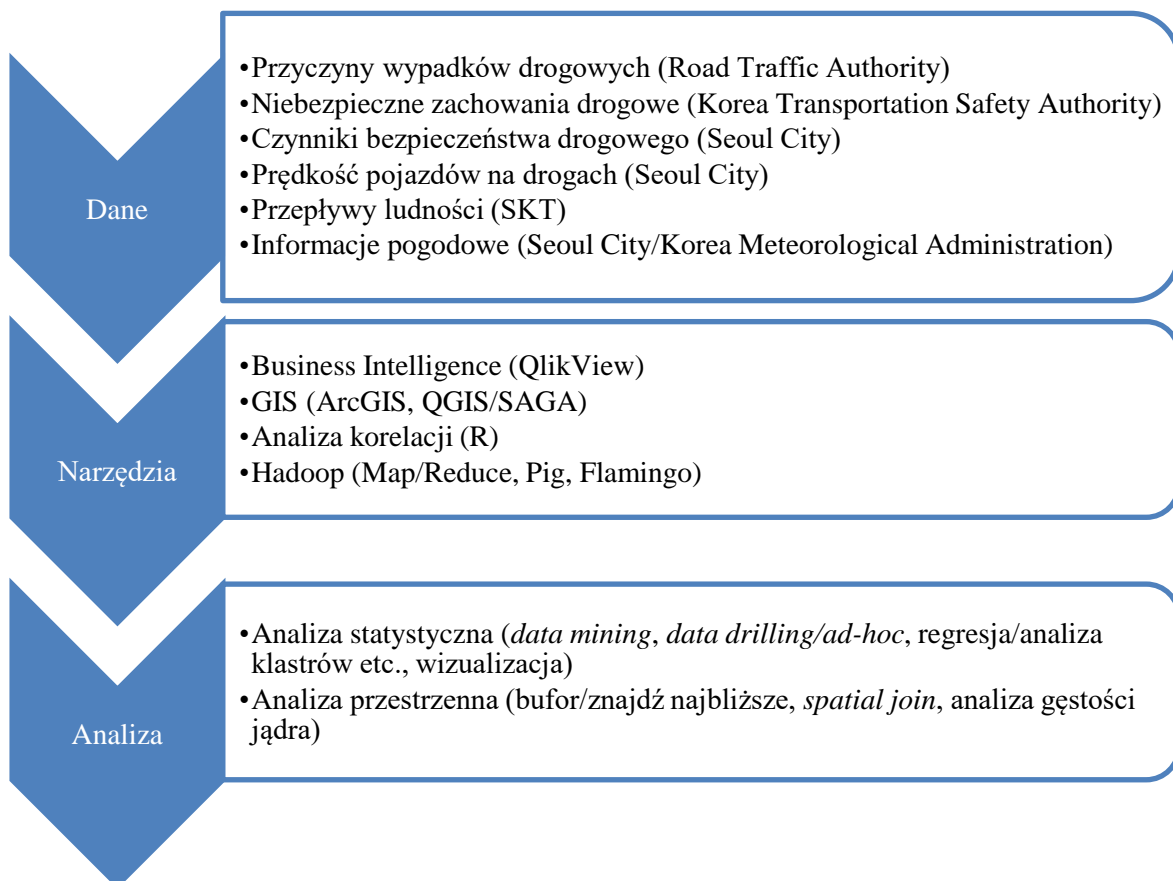 Dane
•Przyczyny wypadków drogowych (Road Traffic Authority)
•Niebezpieczne zachowania drogowe (Korea Transportation Safety Authority)
•Czynniki bezpieczeństwa drogowego (Seoul City)
•Prędkość pojazdów na drogach (Seoul City)
•Przepływy ludności (SKT)
•Informacje pogodowe (Seoul City/Korea Meteorological Administration)
Narzędzia
•Business Intelligence (QlikView)
•GIS (ArcGIS, QGIS/SAGA)
•Analiza korelacji (R)
•Hadoop (Map/Reduce, Pig, Flamingo)
Analiza
•Analiza statystyczna (data mining, data drilling/ad-hoc, regresja/analiza
klastrów etc., wizualizacja)
•Analiza przestrzenna (bufor/znajdź najbliższe, spatial join, analiza gęstości
jądra)